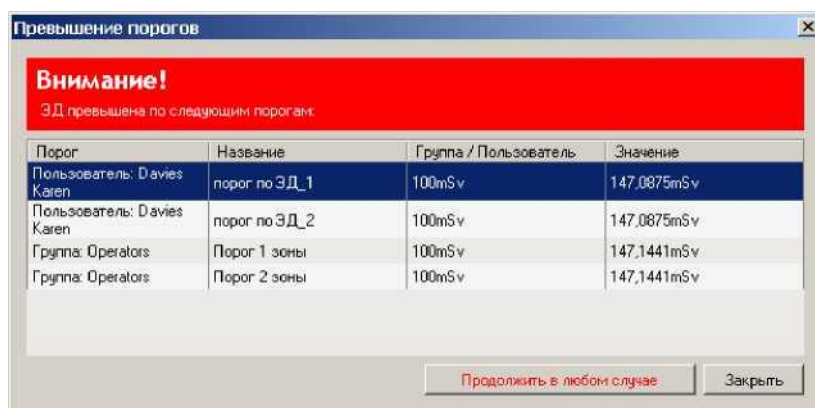 Превышение порогов
Внимание!
ЭД превышена по следующим порогам:
Порог Название Группа / Пользователь Значение
Пользователь: Davies Karen порог по ЭД_1 100mSv 147,0875mSv
Пользователь: Davies Karen порог по ЭД_2 100mSv 147,0875mSv
Группа: Operators Порог 1 зоны 100mSv 147,1441mSv
Группа: Operators Порог 2 зоны 100mSv 147,1441mSv
Продолжить в любом случае Закрыть